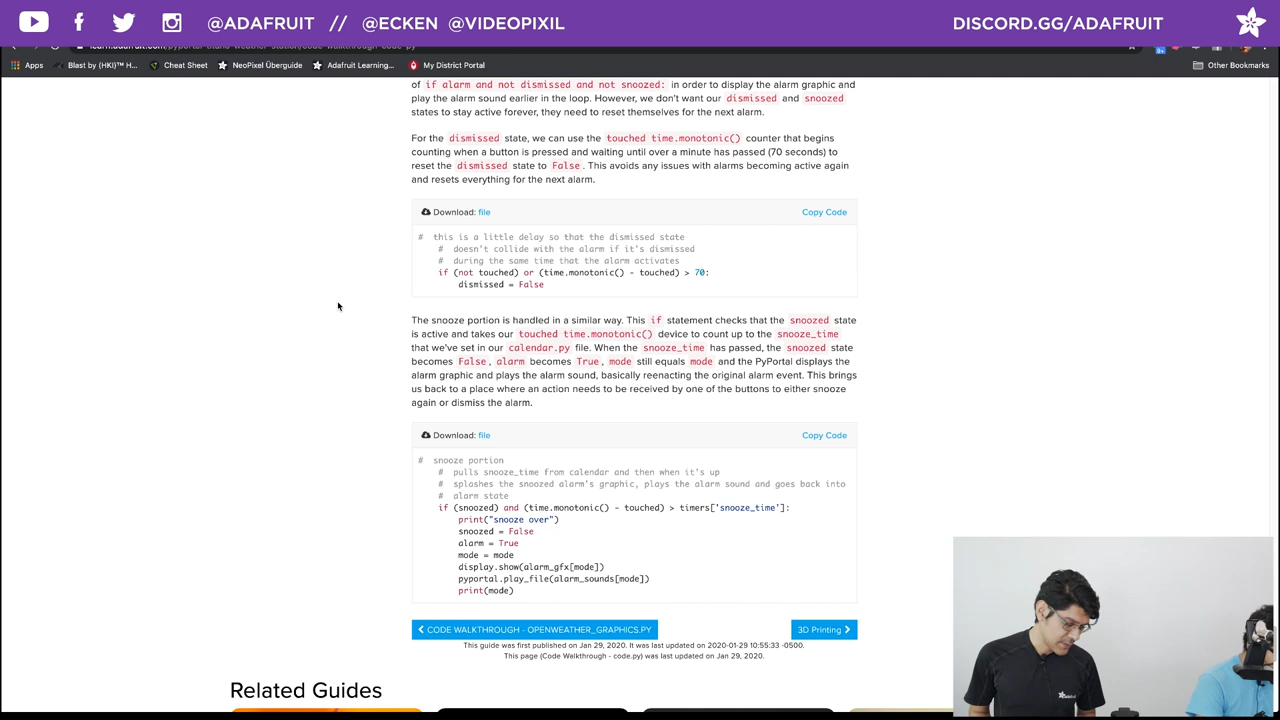 @ADAFRUIT // @ECKEN @VIDEOPIXIL
DISCORD.GG/ADAFRUIT
Apps
Blast by {HKI}™ H...
Cheat Sheet
NeoPixel Überguide
Adafruit Learning...
My District Portal
Other Bookmarks
of if alarm and not dismissed and not snoozed: in order to display the alarm graphic and
play the alarm sound earlier in the loop. However, we don't want our dismissed and snoozed
states to stay active forever, they need to reset themselves for the next alarm.
For the dismissed state, we can use the touched time.monotonic() counter that begins
counting when a button is pressed and waiting until over a minute has passed (70 seconds) to
reset the dismissed state to False. This avoids any issues with alarms becoming active again
and resets everything for the next alarm.
Download: file
Copy Code
# this is a little delay so that the dismissed state
# doesn't collide with the alarm if it's dismissed
# during the same time that the alarm activates
if (not touched) or (time.monotonic() - touched) > 70:
dismissed = False
The snooze portion is handled in a similar way. This if statement checks that the snoozed state
is active and takes our touched time.monotonic() device to count up to the snooze_time
that we've set in our calendar.py file. When the snooze_time has passed, the snoozed state
becomes False, alarm becomes True, mode still equals mode and the PyPortal displays the
alarm graphic and plays the alarm sound, basically reenacting the original alarm event. This brings
us back to a place where an action needs to be received by one of the buttons to either snooze
again or dismiss the alarm.
Download: file
Copy Code
# snooze portion
# pulls snooze_time from calendar and then when it's up
# splashes the snoozed alarm's graphic, plays the alarm sound and goes back into
# alarm state
if (snoozed) and (time.monotonic() - touched) > timers['snooze_time']:
print("snooze over")
snoozed = False
alarm = True
mode = mode
display.show(alarm_gfx[mode])
pyportal.play_file(alarm_sounds[mode])
print(mode)
CODE WALKTHROUGH - OPENWEATHER_GRAPHICS.PY
3D Printing
This guide was first published on Jan 29, 2020. It was last updated on 2020-01-29 10:55:33 -0500.
This page (Code Walkthrough - code.py) was last updated on Jan 29, 2020.
Related Guides